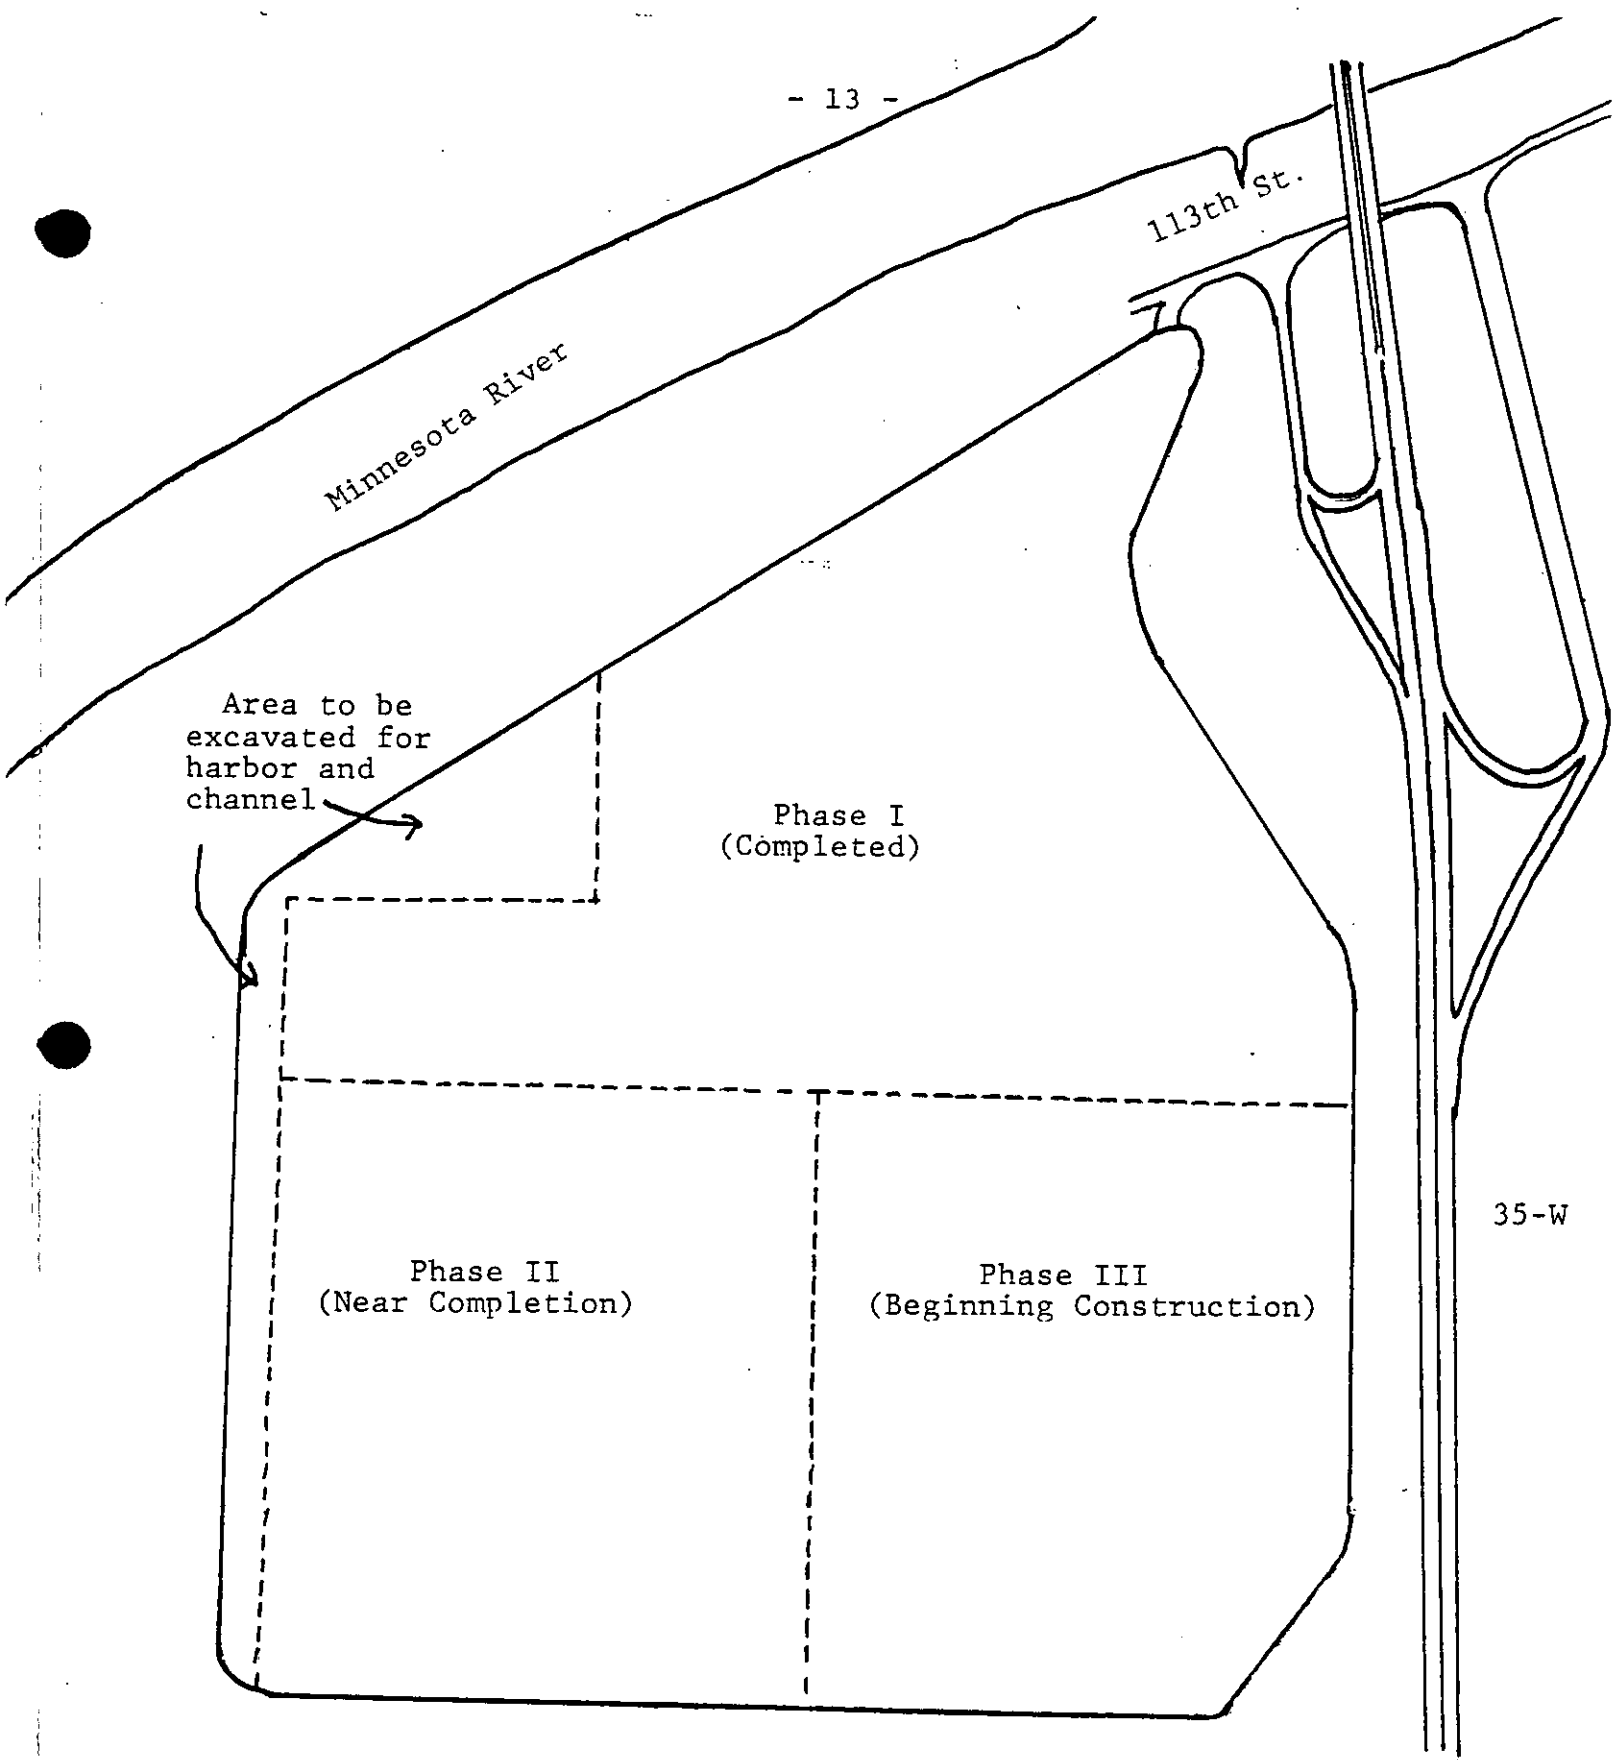 - 13 -
113th St.
Minnesota River
Area to be
excavated for
harbor and
channel
Phase I
(Completed)
35-W
Phase II
(Near Completion)
Phase III
(Beginning Construction)